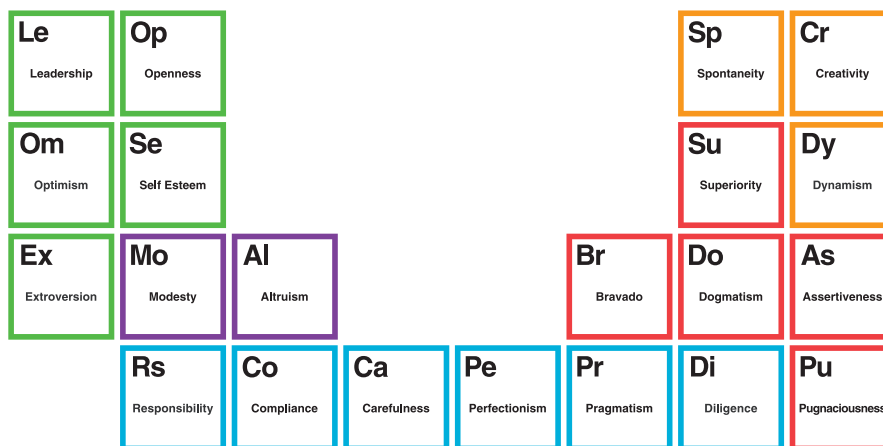 Le Op Sp Cr
Leadership Openness Spontaneity Creativity
Om Se Su Dy
Optimism Self Esteem Superiority Dynamism
Ex Mo Al Br Do As
Extroversion Modesty Altruism Bravado Dogmatism Assertiveness
Rs Co Ca Pe Pr Di Pu
Responsibility Compliance Carefulness Perfectionism Pragmatism Diligence Pugnaciousness